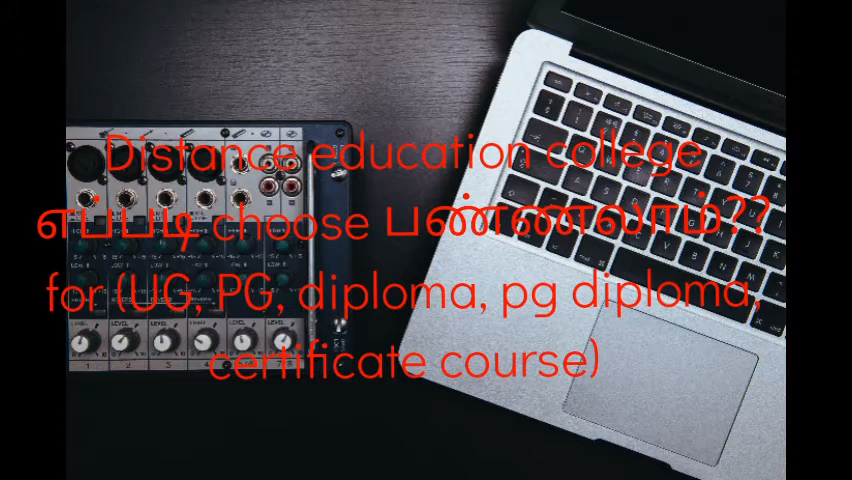 Distance education college
எப்படி choose பண்ணலாம்??
for (UG, PG, diploma, pg diploma,
certificate course)